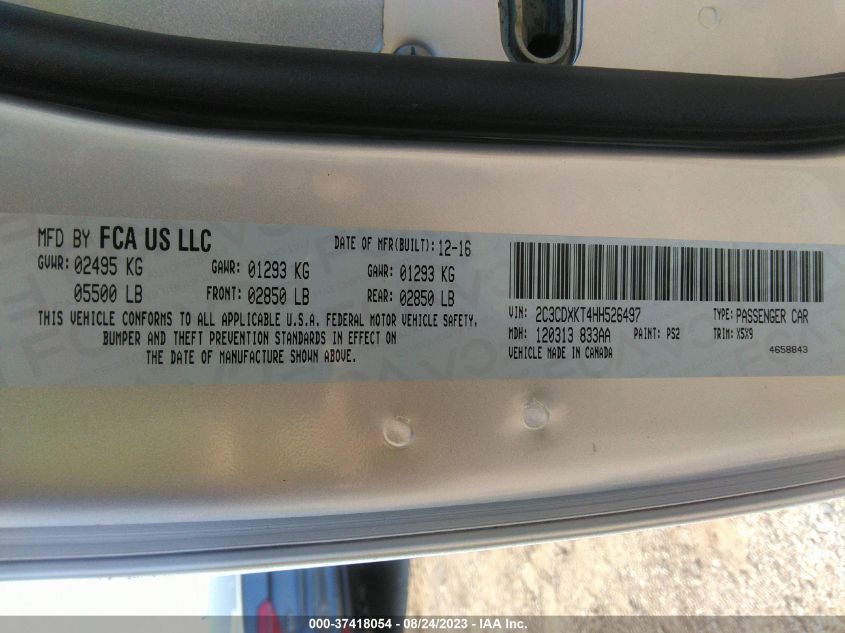 MFD BY FCA US LLC
DATE OF MFR(BUILT): 12-16
GVWR: 02495 KG GAWR: 01293 KG GAWR: 01293 KG
05500 LB FRONT: 02850 LB REAR: 02850 LB
THIS VEHICLE CONFORMS TO ALL APPLICABLE U.S.A. FEDERAL MOTOR VEHICLE SAFETY,
BUMPER AND THEFT PREVENTION STANDARDS IN EFFECT ON
THE DATE OF MANUFACTURE SHOWN ABOVE.
VIN: 2C3CDXKT4HH526497 TYPE: PASSENGER CAR
MDH: 120313 833AA PAINT: PS2 TRIM: X5X9
VEHICLE MADE IN CANADA 4658843
000-37418054 - 08/24/2023 - IAA Inc.